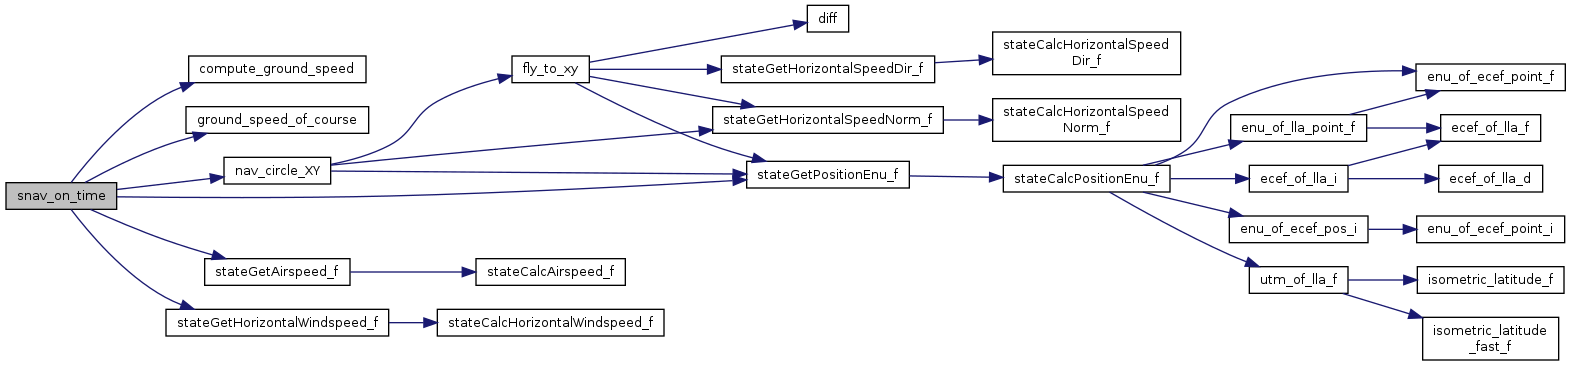 snav_on_time
compute_ground_speed
ground_speed_of_course
nav_circle_XY
stateGetAirspeed_f
stateGetHorizontalWindspeed_f
fly_to_xy
stateCalcAirspeed_f
stateCalcHorizontalWindspeed_f
diff
stateGetHorizontalSpeedDir_f
stateGetHorizontalSpeedNorm_f
stateGetPositionEnu_f
stateCalcHorizontalSpeed
Dir_f
stateCalcHorizontalSpeed
Norm_f
stateCalcPositionEnu_f
enu_of_lla_point_f
ecef_of_lla_i
enu_of_ecef_pos_i
utm_of_lla_f
enu_of_ecef_point_f
ecef_of_lla_f
ecef_of_lla_d
enu_of_ecef_point_i
isometric_latitude_f
isometric_latitude
_fast_f